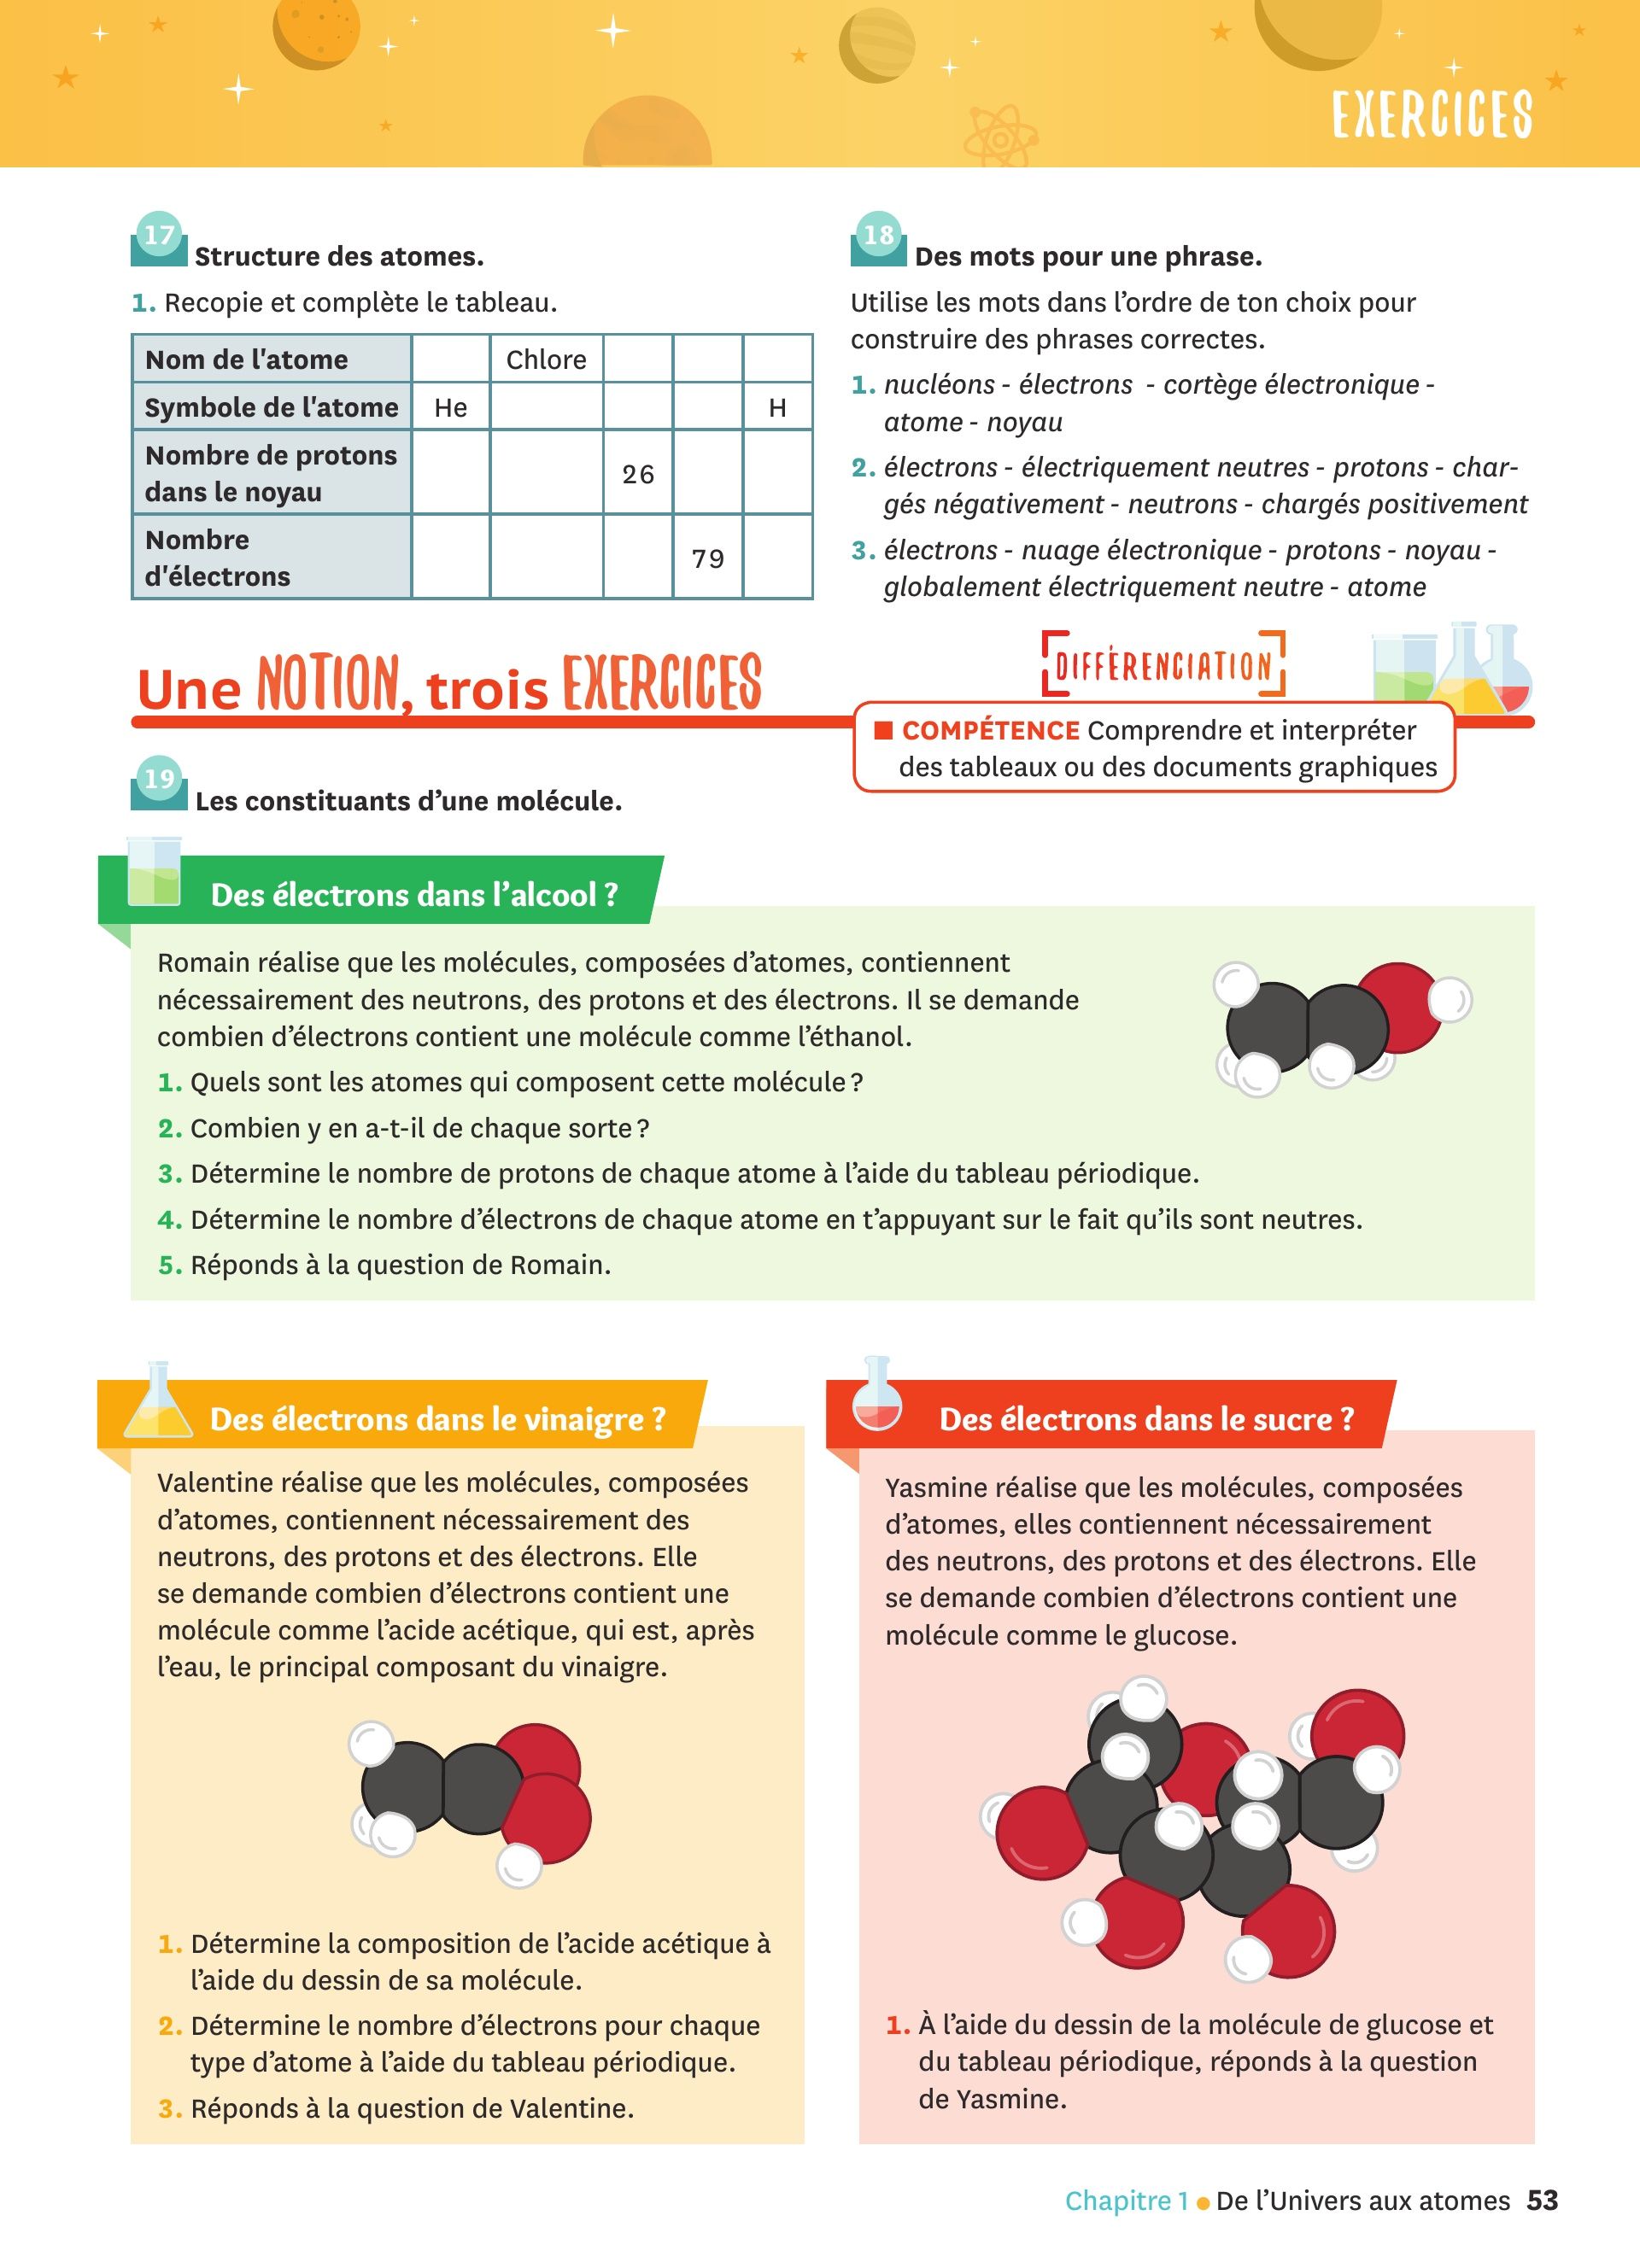 EXERCICES
17 Structure des atomes.
1. Recopie et complète le tableau.
Nom de l'atome Chlore
Symbole de l'atome He H
Nombre de protons
dans le noyau 26
Nombre
d'électrons 79
18 Des mots pour une phrase.
Utilise les mots dans l’ordre de ton choix pour
construire des phrases correctes.
1. nucléons - électrons - cortège électronique -
atome - noyau
2. électrons - électriquement neutres - protons - char-
gés négativement - neutrons - chargés positivement
3. électrons - nuage électronique - protons - noyau -
globalement électriquement neutre - atome
Une NOTION, trois EXERCICES
DIFFÉRENCIATION
COMPÉTENCE Comprendre et interpréter
des tableaux ou des documents graphiques
19 Les constituants d’une molécule.
Des électrons dans l’alcool ?
Romain réalise que les molécules, composées d’atomes, contiennent
nécessairement des neutrons, des protons et des électrons. Il se demande
combien d’électrons contient une molécule comme l’éthanol.
1. Quels sont les atomes qui composent cette molécule ?
2. Combien y en a-t-il de chaque sorte ?
3. Détermine le nombre de protons de chaque atome à l’aide du tableau périodique.
4. Détermine le nombre d’électrons de chaque atome en t’appuyant sur le fait qu’ils sont neutres.
5. Réponds à la question de Romain.
Des électrons dans le vinaigre ?
Valentine réalise que les molécules, composées
d’atomes, contiennent nécessairement des
neutrons, des protons et des électrons. Elle
se demande combien d’électrons contient une
molécule comme l’acide acétique, qui est, après
l’eau, le principal composant du vinaigre.
1. Détermine la composition de l’acide acétique à
l’aide du dessin de sa molécule.
2. Détermine le nombre d’électrons pour chaque
type d’atome à l’aide du tableau périodique.
3. Réponds à la question de Valentine.
Des électrons dans le sucre ?
Yasmine réalise que les molécules, composées
d’atomes, elles contiennent nécessairement
des neutrons, des protons et des électrons. Elle
se demande combien d’électrons contient une
molécule comme le glucose.
1. À l’aide du dessin de la molécule de glucose et
du tableau périodique, réponds à la question
de Yasmine.
Chapitre 1 • De l’Univers aux atomes 53